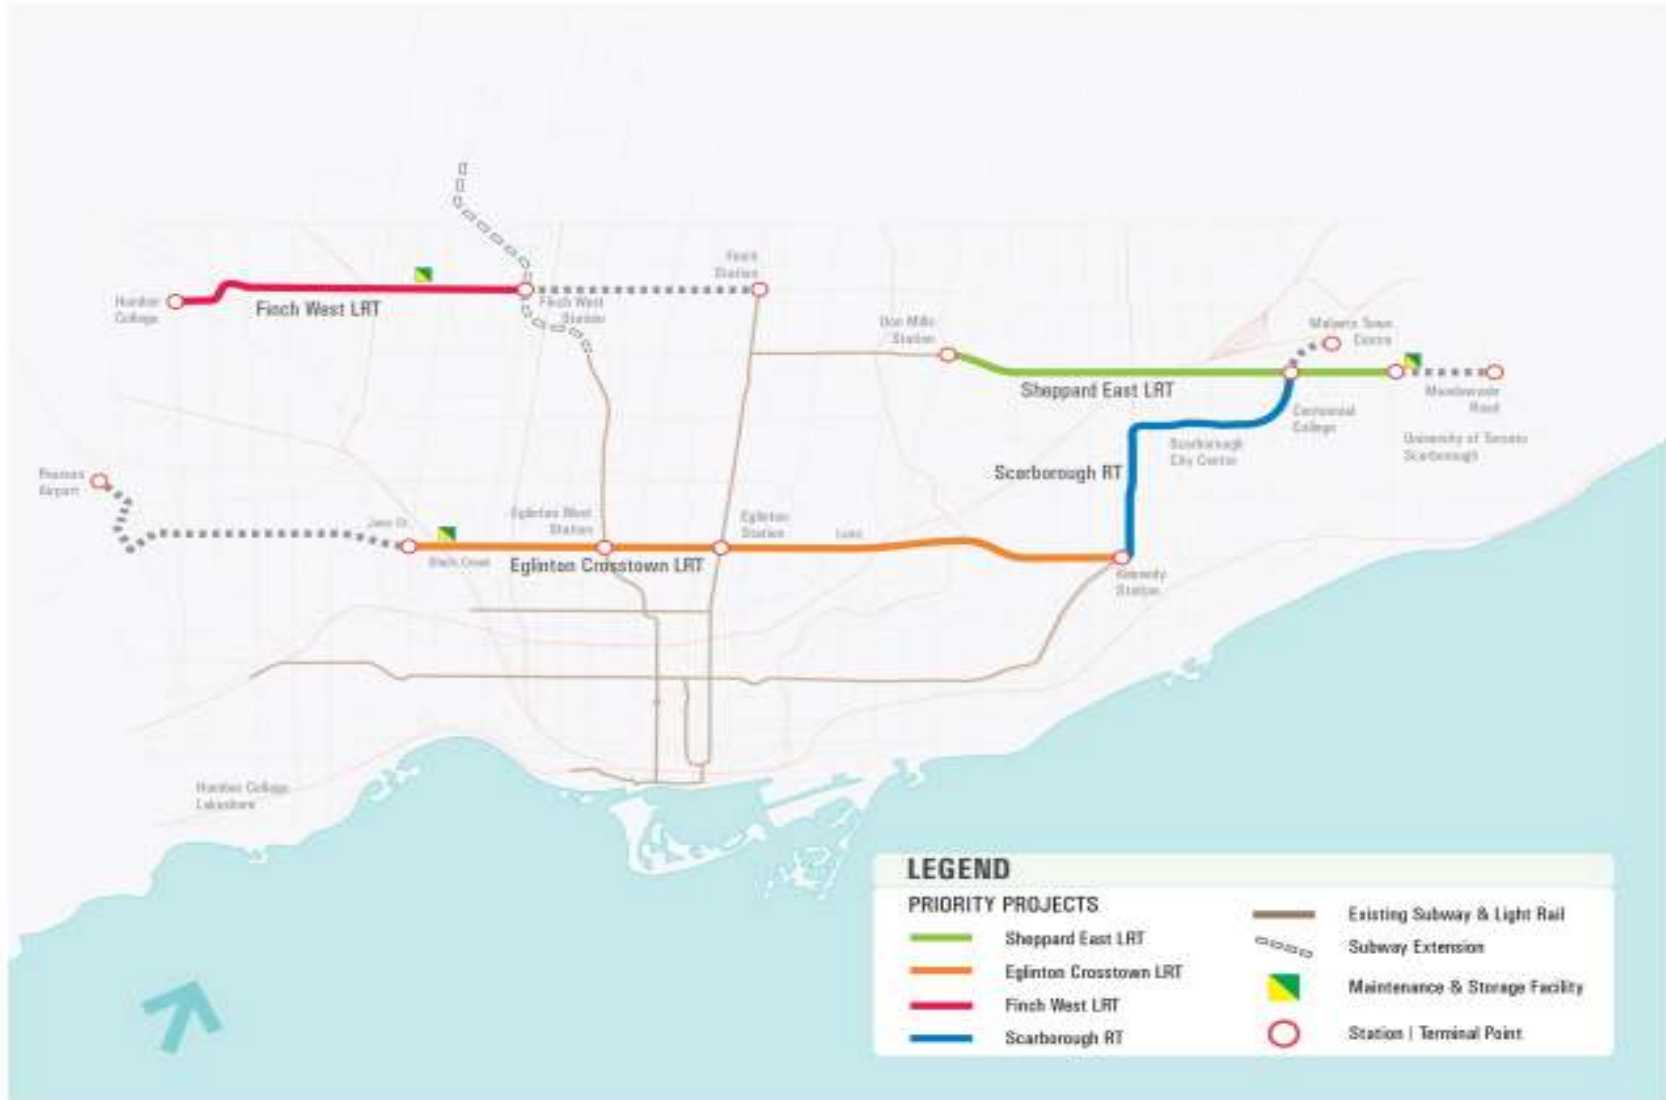 Finch
Station
Humber
College
Finch West LRT
Finch West
Station
Don Mills
Station
Malvern Town
Centre
Sheppard East LRT
Meadowvale
Road
Centennial
College
Scarborough
City Centre
University of Toronto
Scarborough
Scarborough RT
Pearson
Airport
Jane St.
Eglinton West
Station
Eglinton
Station
Black Creek
Eglinton Crosstown LRT
Kennedy
Station
Humber College
Lakeshore
LEGEND
PRIORITY PROJECTS
Sheppard East LRT
Eglinton Crosstown LRT
Finch West LRT
Scarborough RT
Existing Subway & Light Rail
Subway Extension
Maintenance & Storage Facility
Station | Terminal Point